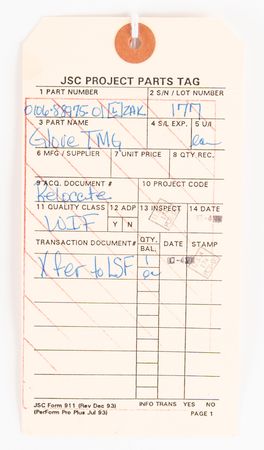 JSC PROJECT PARTS TAG
1 PART NUMBER 2 S/N / LOT NUMBER
177
3 PART NAME 4 S/L EXP. 5 U/I
Glove TMG ea
6 MFG / SUPPLIER 7 UNIT PRICE 8 QTY REC.
9 ACQ. DOCUMENT # 10 PROJECT CODE
Relocate
11 QUALITY CLASS 12 ADP 13 INSPECT 14 DATE
WIF Y N
TRANSACTION DOCUMENT# QTY. BAL. DATE STAMP
Xfer to LSF 1 ea
INFO TRANS YES NO
JSC Form 911 (Rev Dec 93)
(PerForm Pro Plus Jul 93) PAGE 1